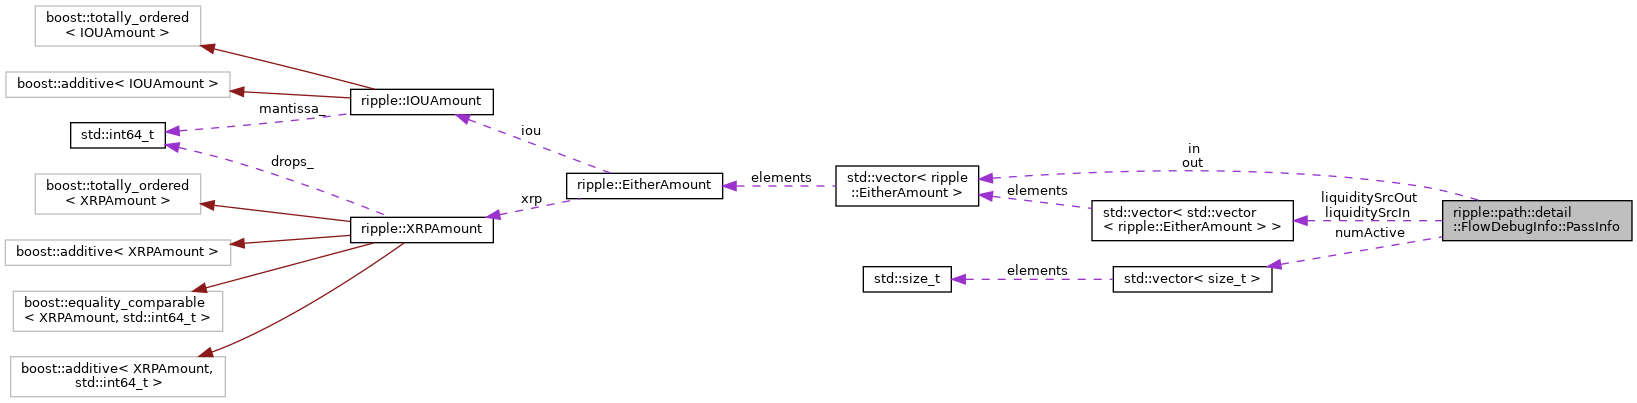 boost::totally_ordered
< IOUAmount >
boost::additive< IOUAmount >
ripple::IOUAmount
mantissa_
std::int64_t
iou
drops_
boost::totally_ordered
< XRPAmount >
ripple::EitherAmount
xrp
ripple::XRPAmount
boost::additive< XRPAmount >
boost::equality_comparable
< XRPAmount, std::int64_t >
boost::additive< XRPAmount,
std::int64_t >
elements
std::vector< ripple
::EitherAmount >
in
out
elements
std::vector< std::vector
< ripple::EitherAmount > >
liquiditySrcOut
liquiditySrcIn
numActive
ripple::path::detail
::FlowDebugInfo::PassInfo
std::size_t
elements
std::vector< size_t >